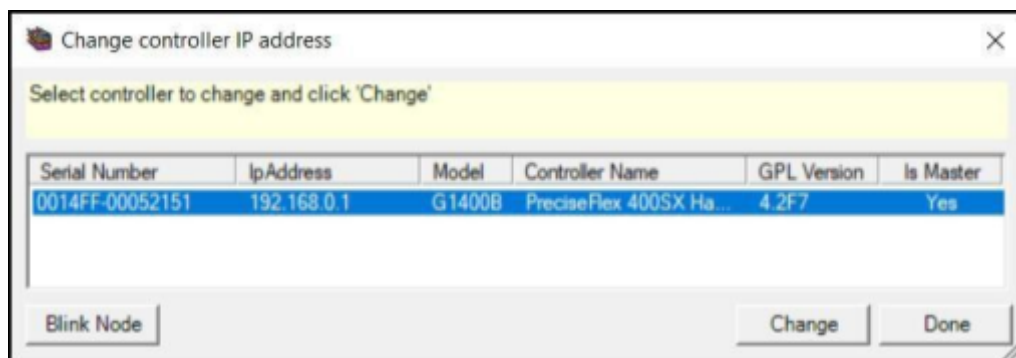 Change controller IP address
Select controller to change and click 'Change'
Serial Number IpAddress Model Controller Name GPL Version Is Master
0014FF-00052151 192.168.0.1 G1400B PreciseFlex 400SX Ha... 4.2F7 Yes
Blink Node Change Done